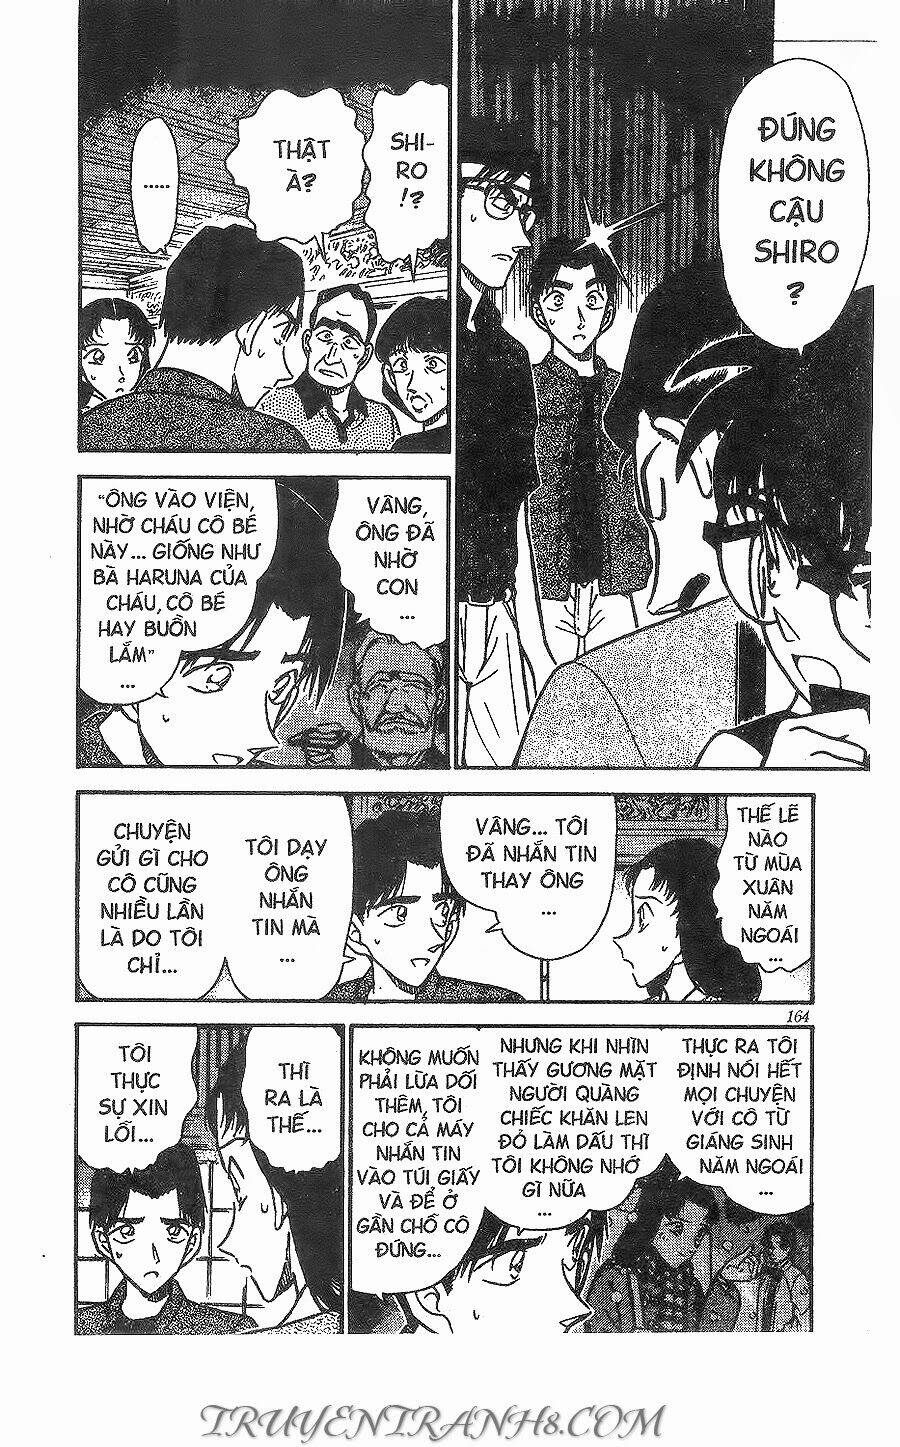 ĐÚNG
KHÔNG
CẬU
SHIRO
?
SHI-
RO
!?
THẬT
À?
......
VÂNG,
ÔNG ĐÃ
NHỜ
CON
...
"ÔNG VÀO VIỆN,
NHỜ CHÁU CÔ BÉ
NÀY... GIỐNG NHƯ
BÀ HARUNA CỦA
CHÁU, CÔ BÉ
HAY BUỒN
LẮM"
...
THẾ LẼ
NÀO
TỪ MÙA
XUÂN
NĂM
NGOÁI
...
VÂNG... TÔI
ĐÃ NHẮN TIN
THAY ÔNG
...
TÔI DẠY
ÔNG
NHẮN
TIN MÀ
...
CHUYỆN
GỬI GÌ CHO
CÔ CŨNG
NHIỀU LẦN
LÀ DO TÔI
CHỈ...
164
THỰC RA TÔI
ĐỊNH NÓI HẾT
MỌI CHUYỆN
VỚI CÔ TỪ
GIÁNG SINH
NĂM NGOÁI
...
NHƯNG KHI NHÌN
THẤY GƯƠNG MẶT
NGƯỜI QUÀNG
CHIẾC KHĂN LEN
ĐỎ LÀM DẤU THÌ
TÔI KHÔNG NHỚ
GÌ NỮA
...
KHÔNG MUỐN
PHẢI LỪA DỐI
THÊM, TÔI
CHO CẢ MÁY
NHẮN TIN
VÀO TÚI GIẤY
VÀ ĐỂ Ở
GẦN CHỖ CÔ
ĐỨNG...
THÌ
RA LÀ
THẾ...
TÔI
THỰC
SỰ XIN
LỖI...
TRUYENTRANH8.COM